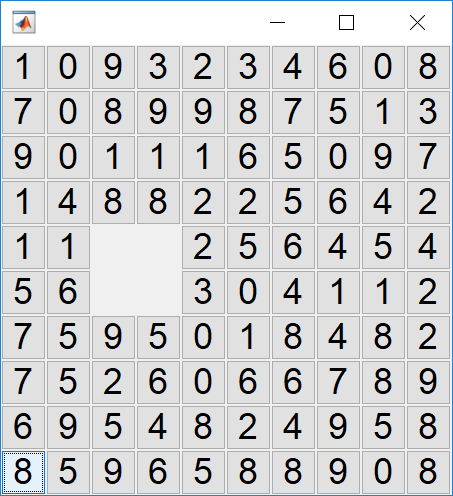 1 0 9 3 2 3 4 6 0 8
7 0 8 9 9 8 7 5 1 3
9 0 1 1 1 6 5 0 9 7
1 4 8 8 2 2 5 6 4 2
1 1 2 5 6 4 5 4
5 6 3 0 4 1 1 2
7 5 9 5 0 1 8 4 8 2
7 5 2 6 0 6 6 7 8 9
6 9 5 4 8 2 4 9 5 8
8 5 9 6 5 8 8 9 0 8